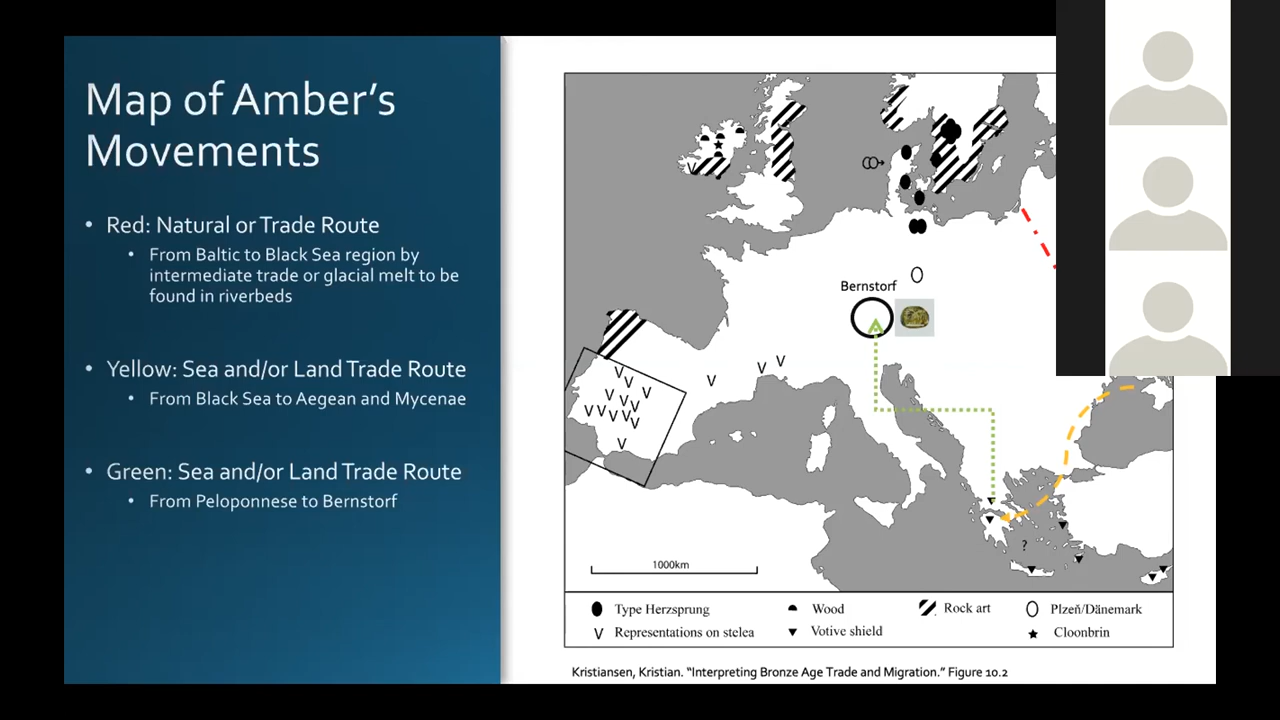 Map of Amber's
Movements
• Red: Natural or Trade Route
• From Baltic to Black Sea region by
intermediate trade or glacial melt to be
found in riverbeds
• Yellow: Sea and/or Land Trade Route
• From Black Sea to Aegean and Mycenae
• Green: Sea and/or Land Trade Route
• From Peloponnese to Bernstorf
Bernstorf
?
1000km
Type Herzsprung
Wood
Rock art
Plzeň/Dänemark
V Representations on stelea
Votive shield
Cloonbrin
Kristiansen, Kristian. "Interpreting Bronze Age Trade and Migration." Figure 10.2